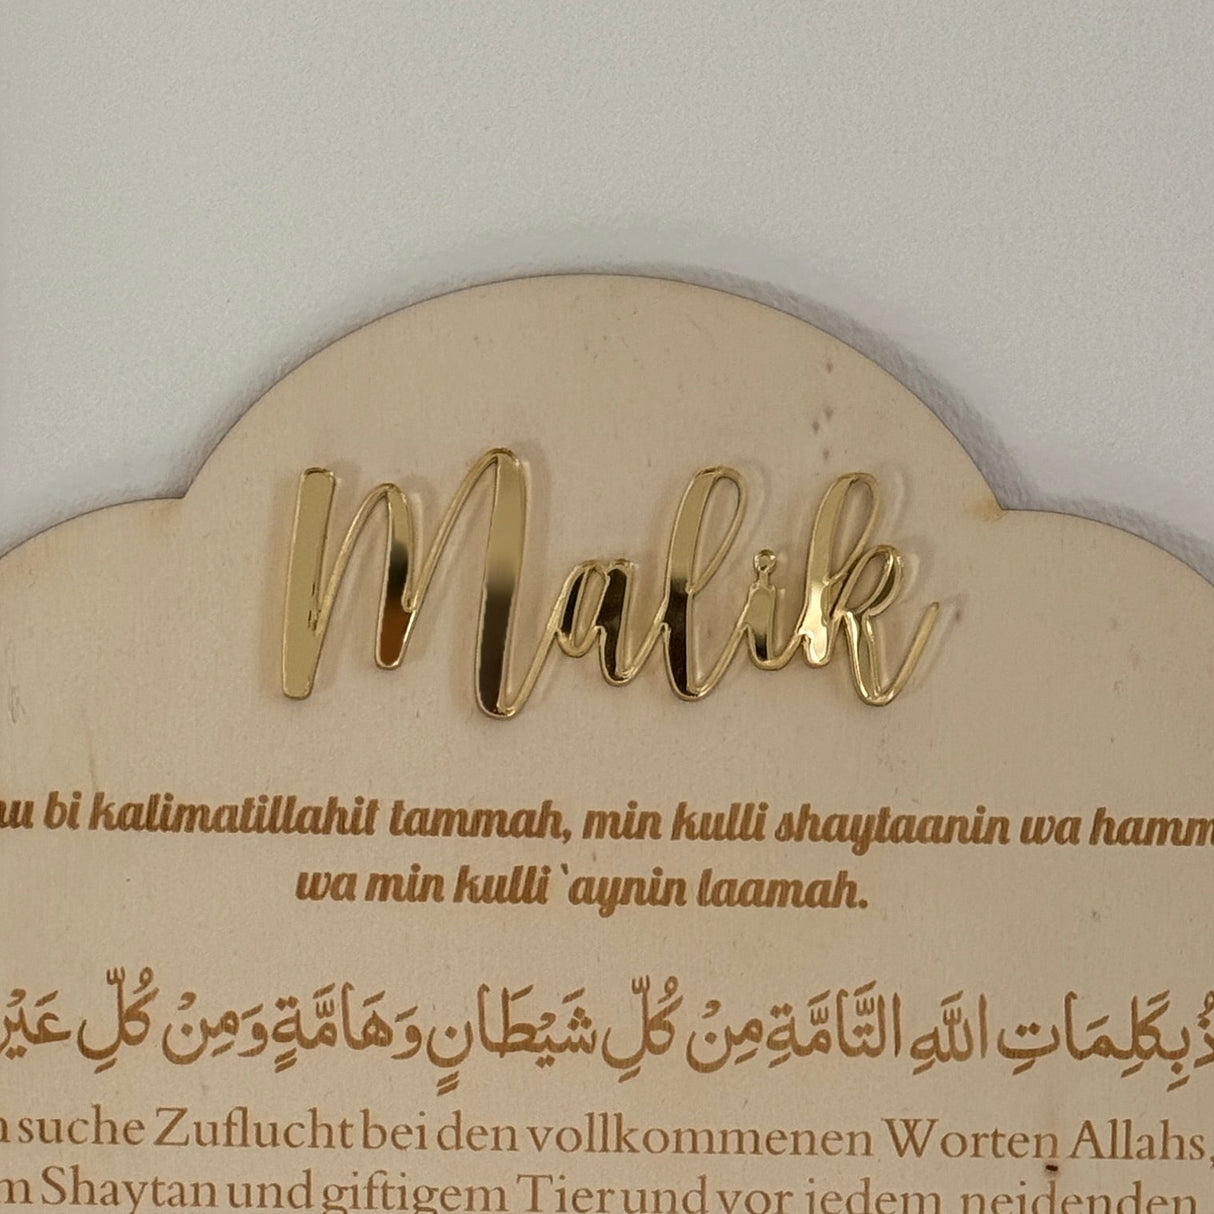 Malik
bi kalimatillahit tammah, min kulli shaytaanin wa hamm
wa min kulli `aynin laamah.
بِكَلِمَاتِ اللَّهِ التَّامَّةِ مِنْ كُلِّ شَيْطَانٍ وَهَامَّةٍ وَمِنْ كُلِّ عَيْنٍ
suche Zuflucht bei den vollkommenen Worten Allahs,
m Shaytan und giftigem Tier und vor jedem neidenden